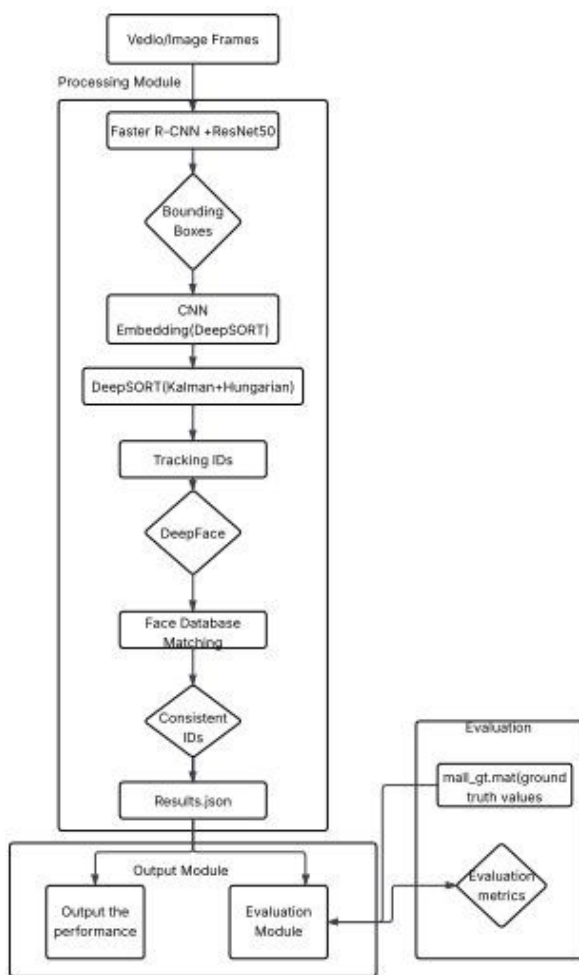 Vedio/Image Frames
Processing Module
Faster R-CNN +ResNet50
Bounding
Boxes
CNN
Embedding(DeepSORT)
DeepSORT(Kalman+Hungarian)
Tracking IDs
DeepFace
Face Database
Matching
Consistent
IDs
Results.json
Output Module
Output the
performance
Evaluation
Module
Evaluation
mall_gt.mat(ground
truth values
Evaluation
metrics